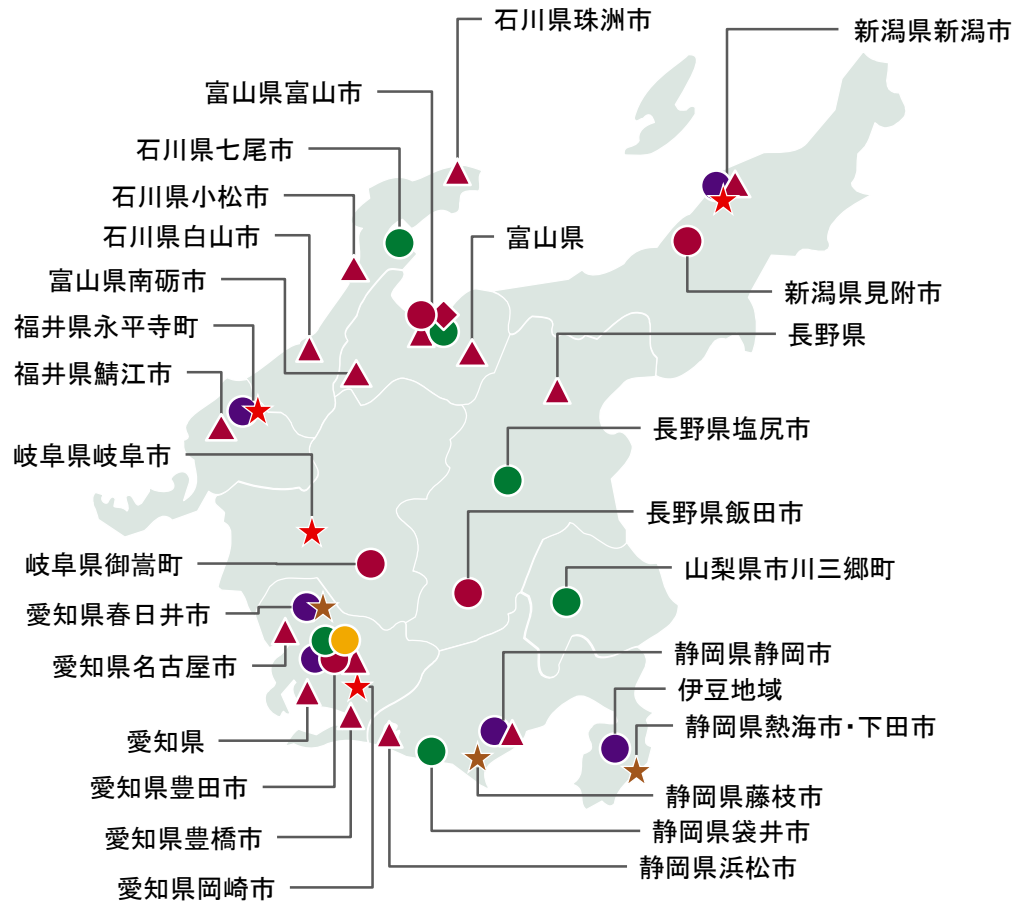 石川県珠洲市
新潟県新潟市
富山県富山市
石川県七尾市
石川県小松市
石川県白山市
富山県
富山県南砺市
新潟県見附市
福井県永平寺町
長野県
福井県鯖江市
長野県塩尻市
岐阜県岐阜市
長野県飯田市
岐阜県御嵩町
山梨県市川三郷町
愛知県春日井市
静岡県静岡市
愛知県名古屋市
伊豆地域
静岡県熱海市・下田市
愛知県
愛知県豊田市
静岡県藤枝市
静岡県袋井市
愛知県豊橋市
静岡県浜松市
愛知県岡崎市